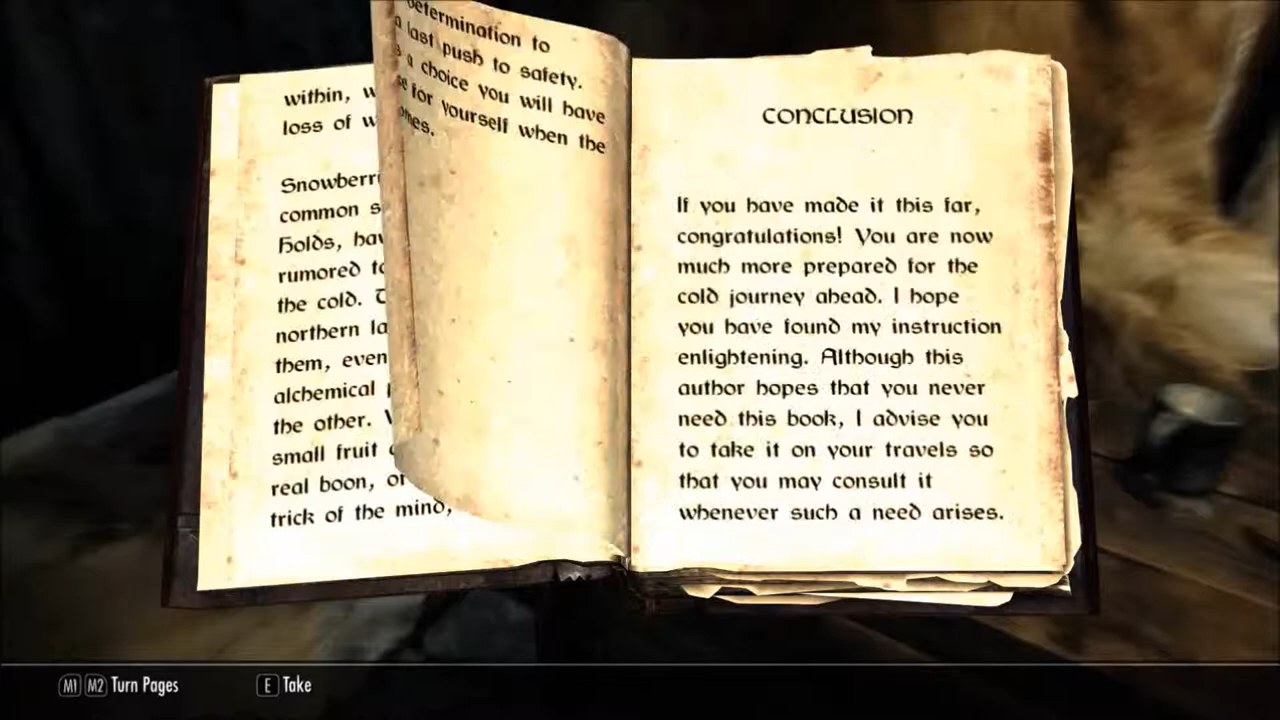 within,
loss of
Snowberri
common s
Holds, hav
rumored to
the cold.
northern la
them, even
alchemical
the other.
small fruit
real boon, or
trick of the mind,
determination to
a last push to safety.
a choice you will have
for yourself when the
CONCLUSION
If you have made it this far,
congratulations! You are now
much more prepared for the
cold journey ahead. I hope
you have found my instruction
enlightening. Although this
author hopes that you never
need this book, I advise you
to take it on your travels so
that you may consult it
whenever such a need arises.
M1 M2 Turn Pages
E Take